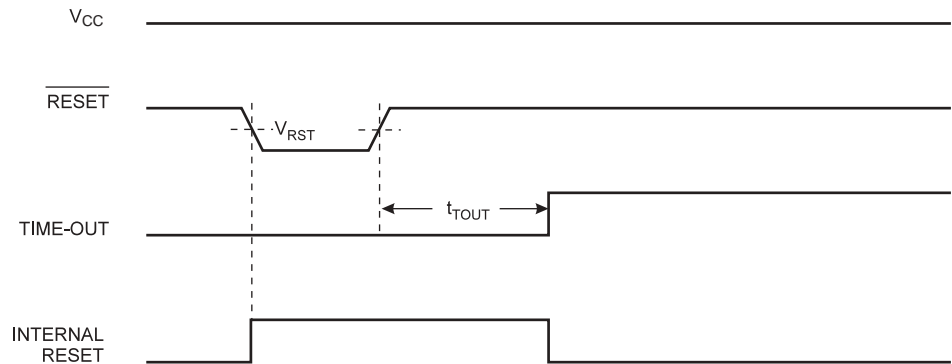 VCC
RESET
VRST
tTOUT
TIME-OUT
INTERNAL
RESET